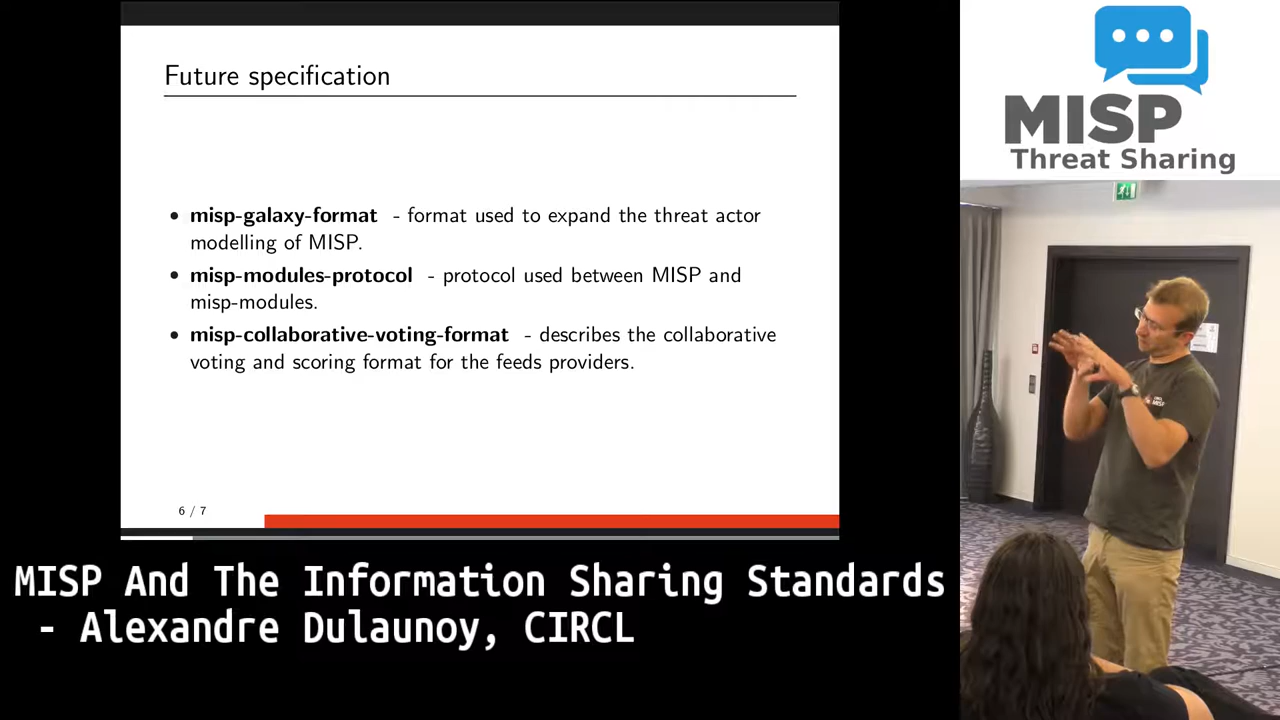 Future specification
• misp-galaxy-format - format used to expand the threat actor
modelling of MISP.
• misp-modules-protocol - protocol used between MISP and
misp-modules.
• misp-collaborative-voting-format - describes the collaborative
voting and scoring format for the feeds providers.
6 / 7
MISP And The Information Sharing Standards
- Alexandre Dulaunoy, CIRCL
MISP
Threat Sharing